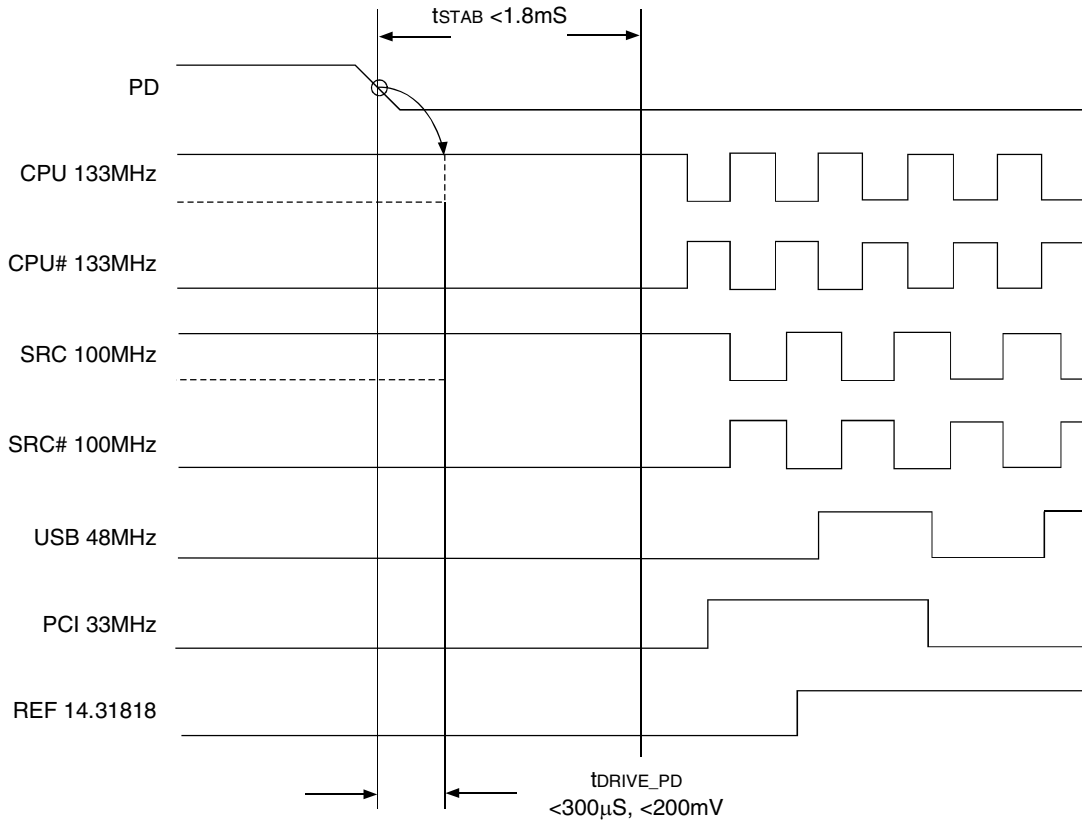 tSTAB <1.8mS
PD
CPU 133MHz
CPU# 133MHz
SRC 100MHz
SRC# 100MHz
USB 48MHz
PCI 33MHz
REF 14.31818
tDRIVE_PD
<300µS, <200mV